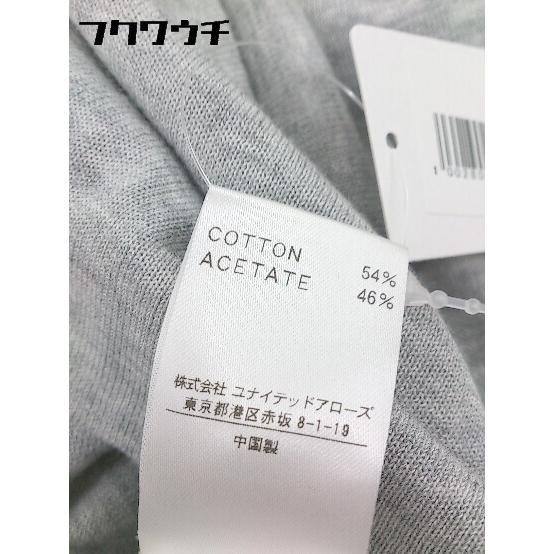 フクウウチ
COTTON 54%
ACETATE 46%
株式会社 ユナイテッドアローズ
東京都港区赤坂 8-1-19
中国製